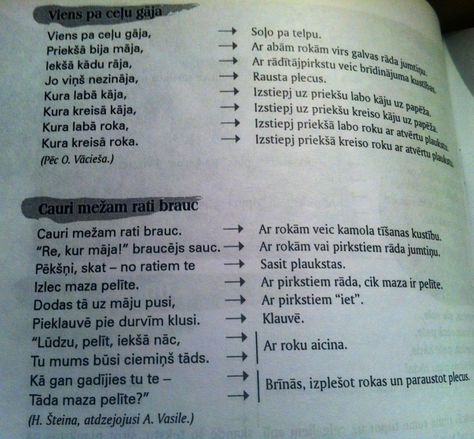 Viens pa ceļu gāja
Viens pa ceļu gāja, → Soļo pa telpu.
Priekšā bija māja, → Ar abām rokām virs galvas rāda jumtiņu.
Iekšā kādu rāja, → Ar rādītājpirkstu veic brīdinājuma kustības.
Jo viņš nezināja, → Rausta plecus.
Kura labā kāja, → Izstiepj uz priekšu labo kāju uz papēža.
Kura kreisā kāja, → Izstiepj uz priekšu kreiso kāju uz papēža.
Kura labā roka, → Izstiepj priekšā labo roku ar atvērtu plaukstu.
Kura kreisā roka. → Izstiepj priekšā kreiso roku ar atvērtu plaukstu.
(Pēc O. Vācieša.)
Cauri mežam rati brauc
Cauri mežam rati brauc. → Ar rokām veic kamola tīšanas kustību.
“Re, kur māja!” braucējs sauc. → Ar rokām vai pirkstiem rāda jumtiņu.
Pēkšņi, skat – no ratiem te → Sasit plaukstas.
Izlec maza pelīte. → Ar pirkstiem rāda, cik maza ir pelīte.
Dodas tā uz māju pusi, → Ar pirkstiem “iet”.
Pieklauvē pie durvīm klusi. → Klauvē.
“Lūdzu, pelīt, iekšā nāc, →
Tu mums būsi ciemiņš tāds. → Ar roku aicina.
Kā gan gadījies tu te – →
Tāda maza pelīte?” → Brīnās, izplešot rokas un paraustot plecus.
(H. Šteina, atdzejojusi A. Vasile.)